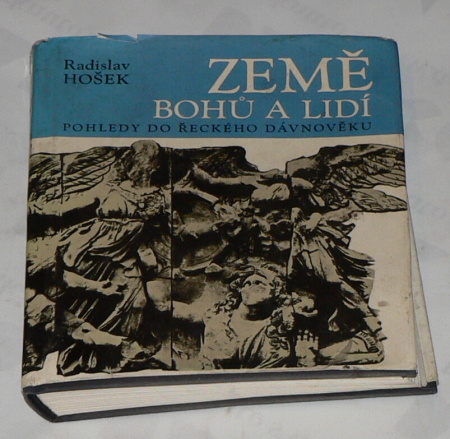 Radislav
HOŠEK
ZEMĚ
BOHŮ A LIDÍ
POHLEDY DO ŘECKÉHO DÁVNOVĚKU